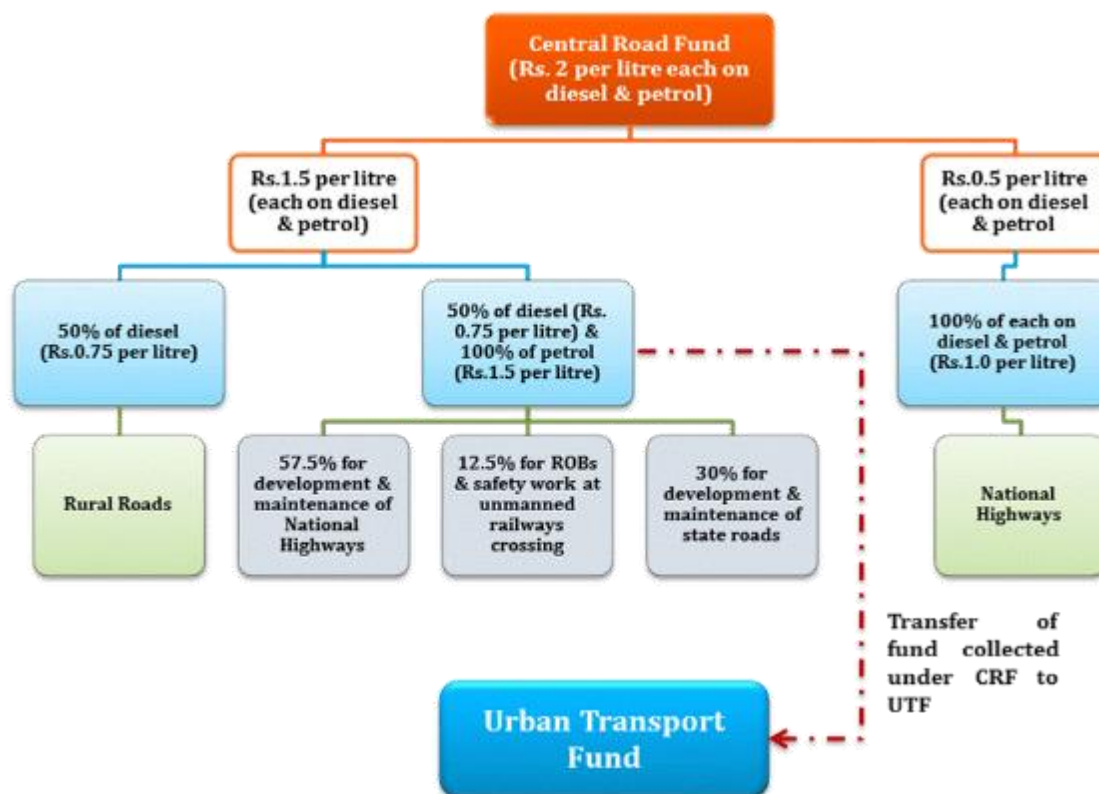 Central Road Fund
(Rs. 2 per litre each on
diesel & petrol)
Rs.1.5 per litre
(each on diesel
& petrol)
Rs.0.5 per litre
(each on diesel
& petrol
50% of diesel
(Rs.0.75 per litre)
50% of diesel (Rs.
0.75 per litre) &
100% of petrol
(Rs.1.5 per litre)
100% of each on
diesel & petrol
(Rs.1.0 per litre)
Rural Roads
57.5% for
development &
maintenance of
National
Highways
12.5% for ROBs
& safety work at
unmanned
railways
crossing
30% for
development &
maintenance of
state roads
National
Highways
Transfer of
fund collected
under CRF to
UTF
Urban Transport
Fund